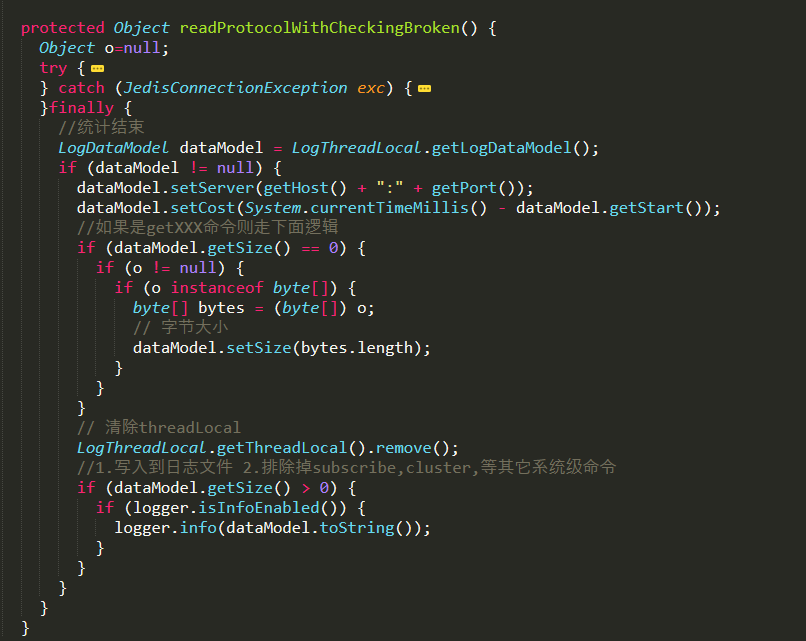 protected Object readProtocolWithCheckingBroken() {
  Object o=null;
  try {
  } catch (JedisConnectionException exc) {
  }finally {
    //统计结束
    LogDataModel dataModel = LogThreadLocal.getLogDataModel();
    if (dataModel != null) {
      dataModel.setServer(getHost() + ":" + getPort());
      dataModel.setCost(System.currentTimeMillis() - dataModel.getStart());
      //如果是getXXX命令则走下面逻辑
      if (dataModel.getSize() == 0) {
        if (o != null) {
          if (o instanceof byte[]) {
            byte[] bytes = (byte[]) o;
            // 字节大小
            dataModel.setSize(bytes.length);
          }
        }
      }
      // 清除threadLocal
      LogThreadLocal.getThreadLocal().remove();
      //1.写入到日志文件 2.排除掉subscribe,cluster,等其它系统级命令
      if (dataModel.getSize() > 0) {
        if (logger.isInfoEnabled()) {
          logger.info(dataModel.toString());
        }
      }
    }
  }
}